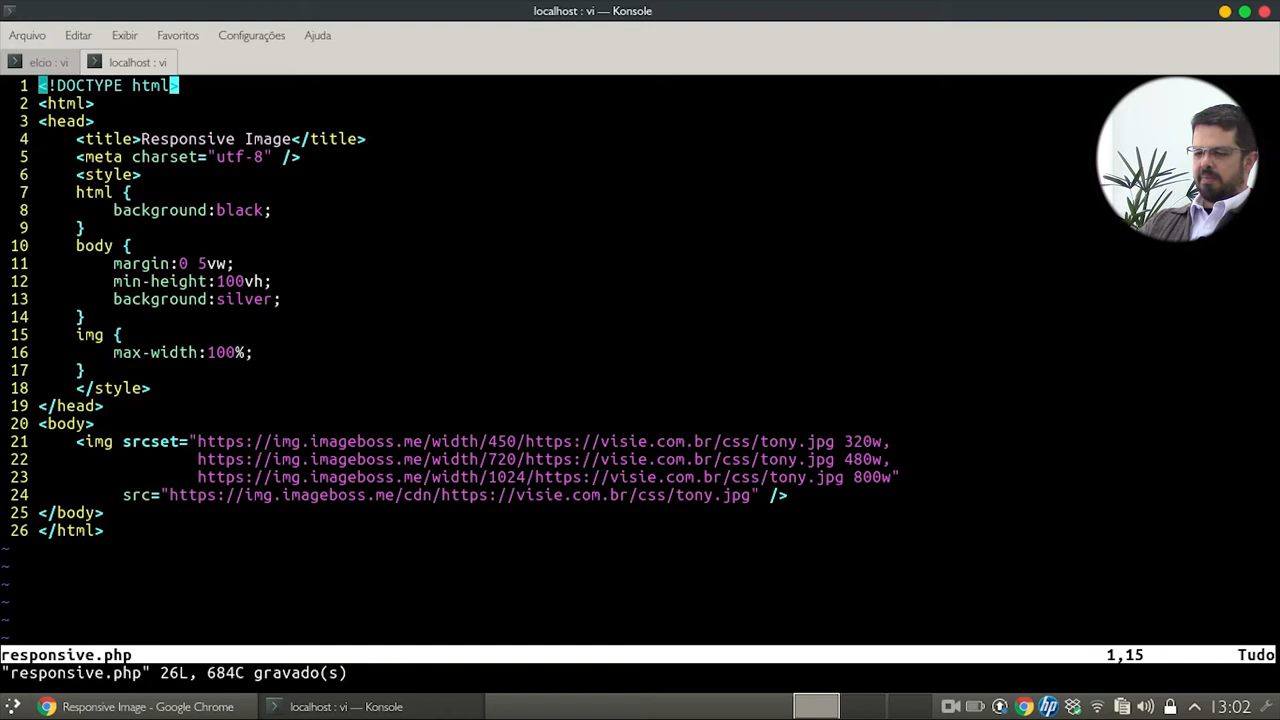 localhost : vi — Konsole
Arquivo Editar Exibir Favoritos Configurações Ajuda
elcio : vi localhost : vi
1 <!DOCTYPE html>
2 <html>
3 <head>
4     <title>Responsive Image</title>
5     <meta charset="utf-8" />
6     <style>
7     html {
8         background:black;
9     }
10     body {
11         margin:0 5vw;
12         min-height:100vh;
13         background:silver;
14     }
15     img {
16         max-width:100%;
17     }
18     </style>
19 </head>
20 <body>
21     <img srcset="https://img.imageboss.me/width/450/https://visie.com.br/css/tony.jpg 320w,
22                  https://img.imageboss.me/width/720/https://visie.com.br/css/tony.jpg 480w,
23                  https://img.imageboss.me/width/1024/https://visie.com.br/css/tony.jpg 800w"
24          src="https://img.imageboss.me/cdn/https://visie.com.br/css/tony.jpg" />
25 </body>
26 </html>
~
~
~
~
~
~
responsive.php 1,15 Tudo
"responsive.php" 26L, 684C gravado(s)
Responsive Image - Google Chrome localhost : vi — Konsole hp 13:02